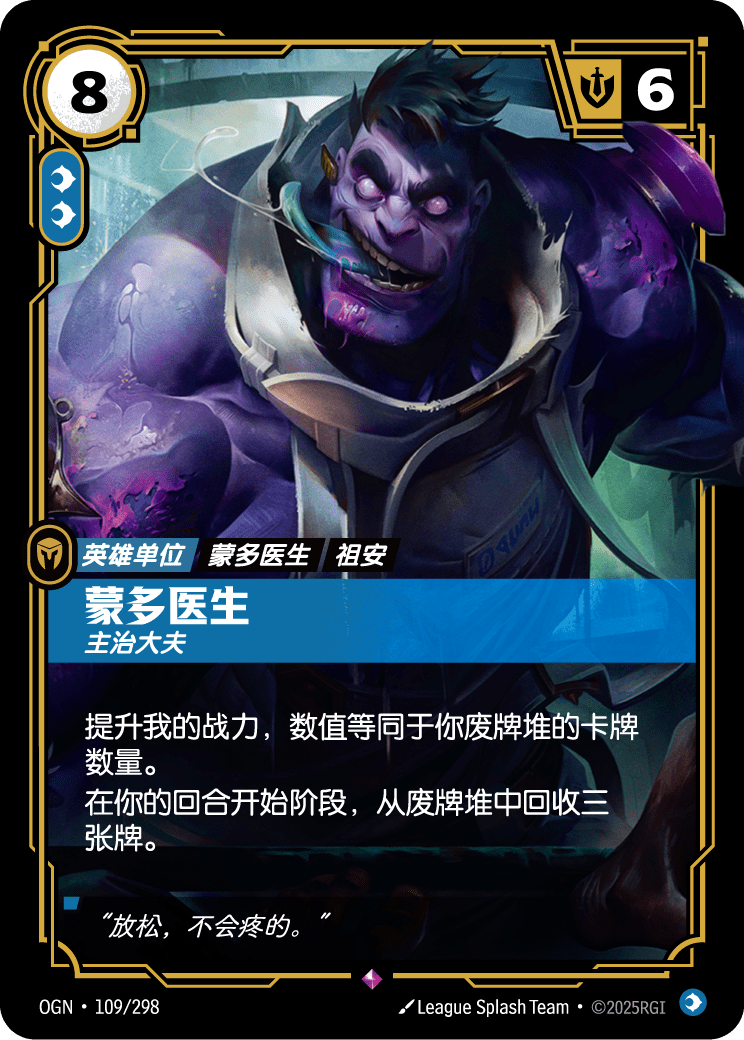 8
6
英雄单位 蒙多医生 祖安
蒙多医生
主治大夫
提升我的战力，数值等同于你废牌堆的卡牌
数量。
在你的回合开始阶段，从废牌堆中回收三
张牌。
“放松，不会疼的。”
OGN • 109/298
League Splash Team • ©2025RGI